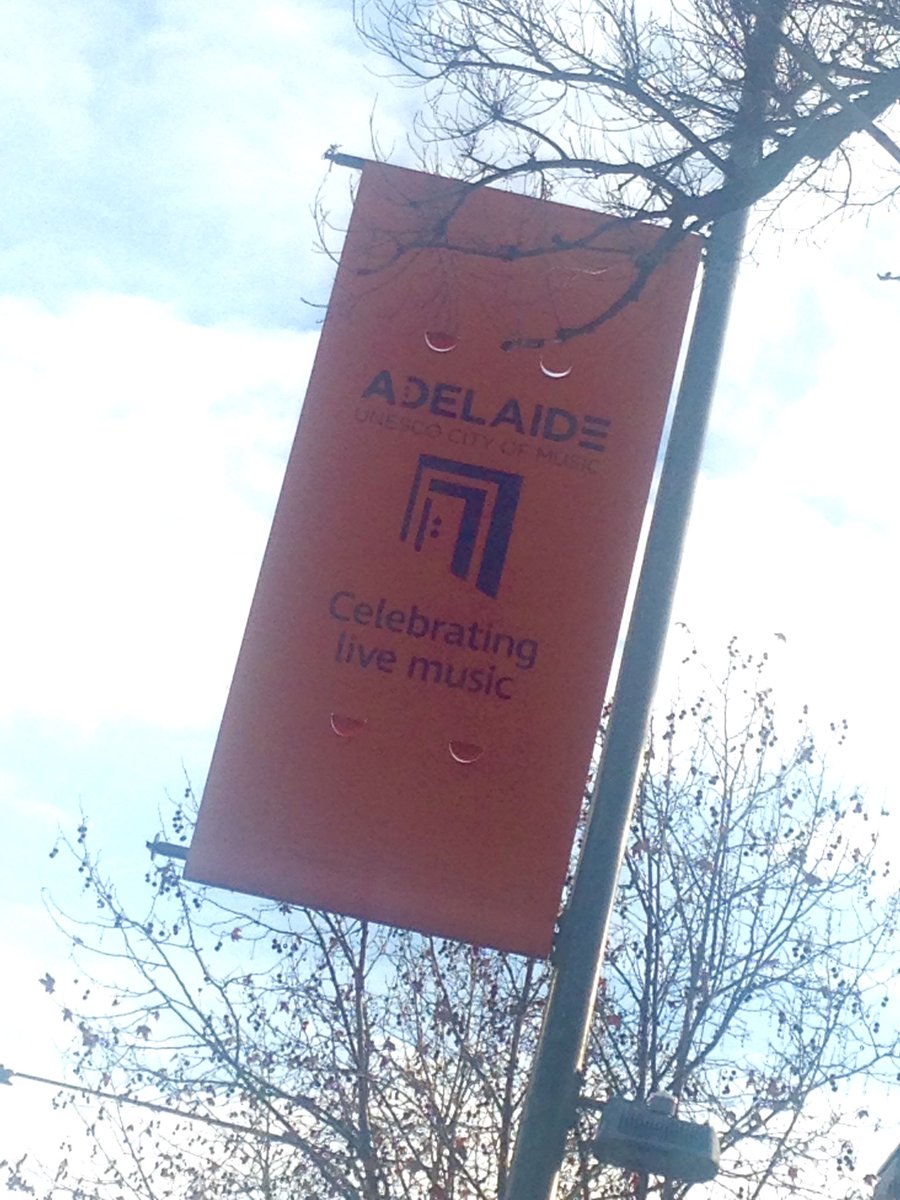 ADELAIDE
UNESCO CITY OF MUSIC
Celebrating
live music